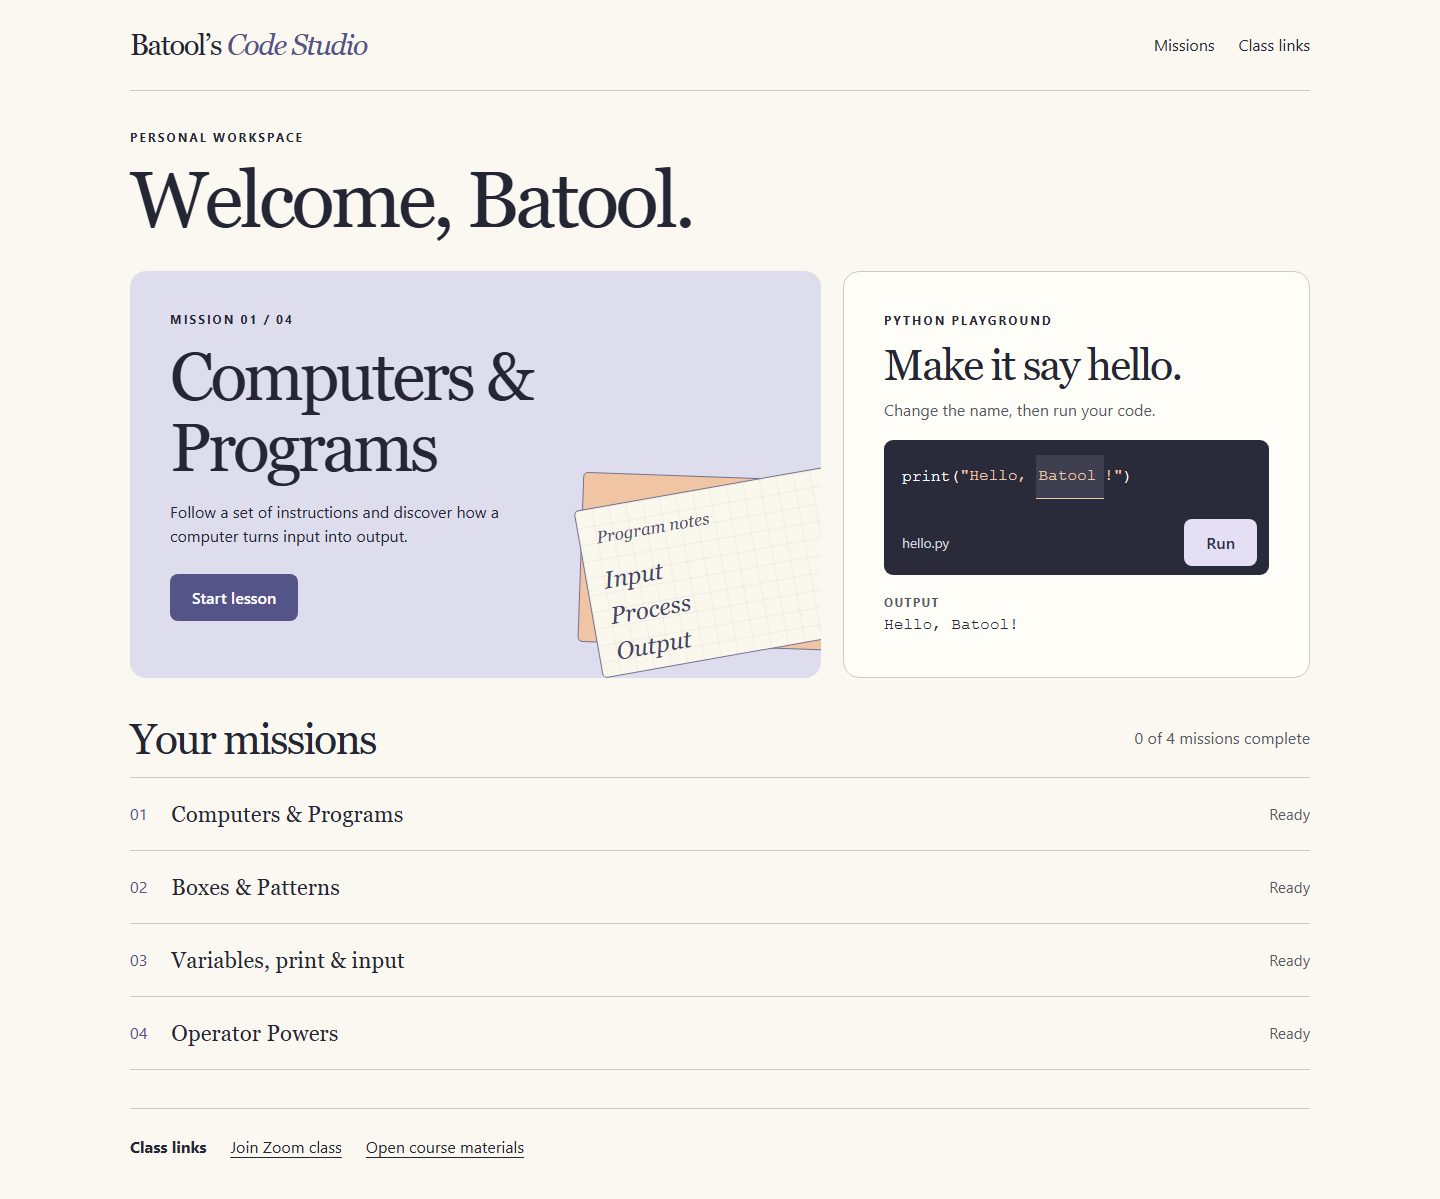 Batool’s Code Studio
Missions
Class links
PERSONAL WORKSPACE
Welcome, Batool.
MISSION 01 / 04
Computers &
Programs
Follow a set of instructions and discover how a
computer turns input into output.
Start lesson
Program notes
Input
Process
Output
PYTHON PLAYGROUND
Make it say hello.
Change the name, then run your code.
print("Hello, Batool !")
hello.py
Run
OUTPUT
Hello, Batool!
Your missions
0 of 4 missions complete
01 Computers & Programs Ready
02 Boxes & Patterns Ready
03 Variables, print & input Ready
04 Operator Powers Ready
Class links Join Zoom class Open course materials